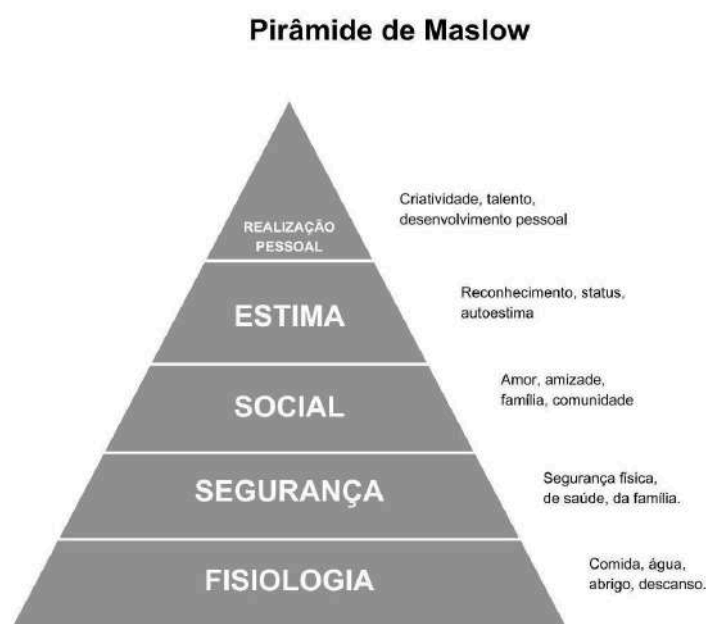 Pirâmide de Maslow
REALIZAÇÃO
PESSOAL
Criatividade, talento,
desenvolvimento pessoal
ESTIMA
Reconhecimento, status,
autoestima
SOCIAL
Amor, amizade,
família, comunidade
SEGURANÇA
Segurança física,
de saúde, da família.
FISIOLOGIA
Comida, água,
abrigo, descanso.